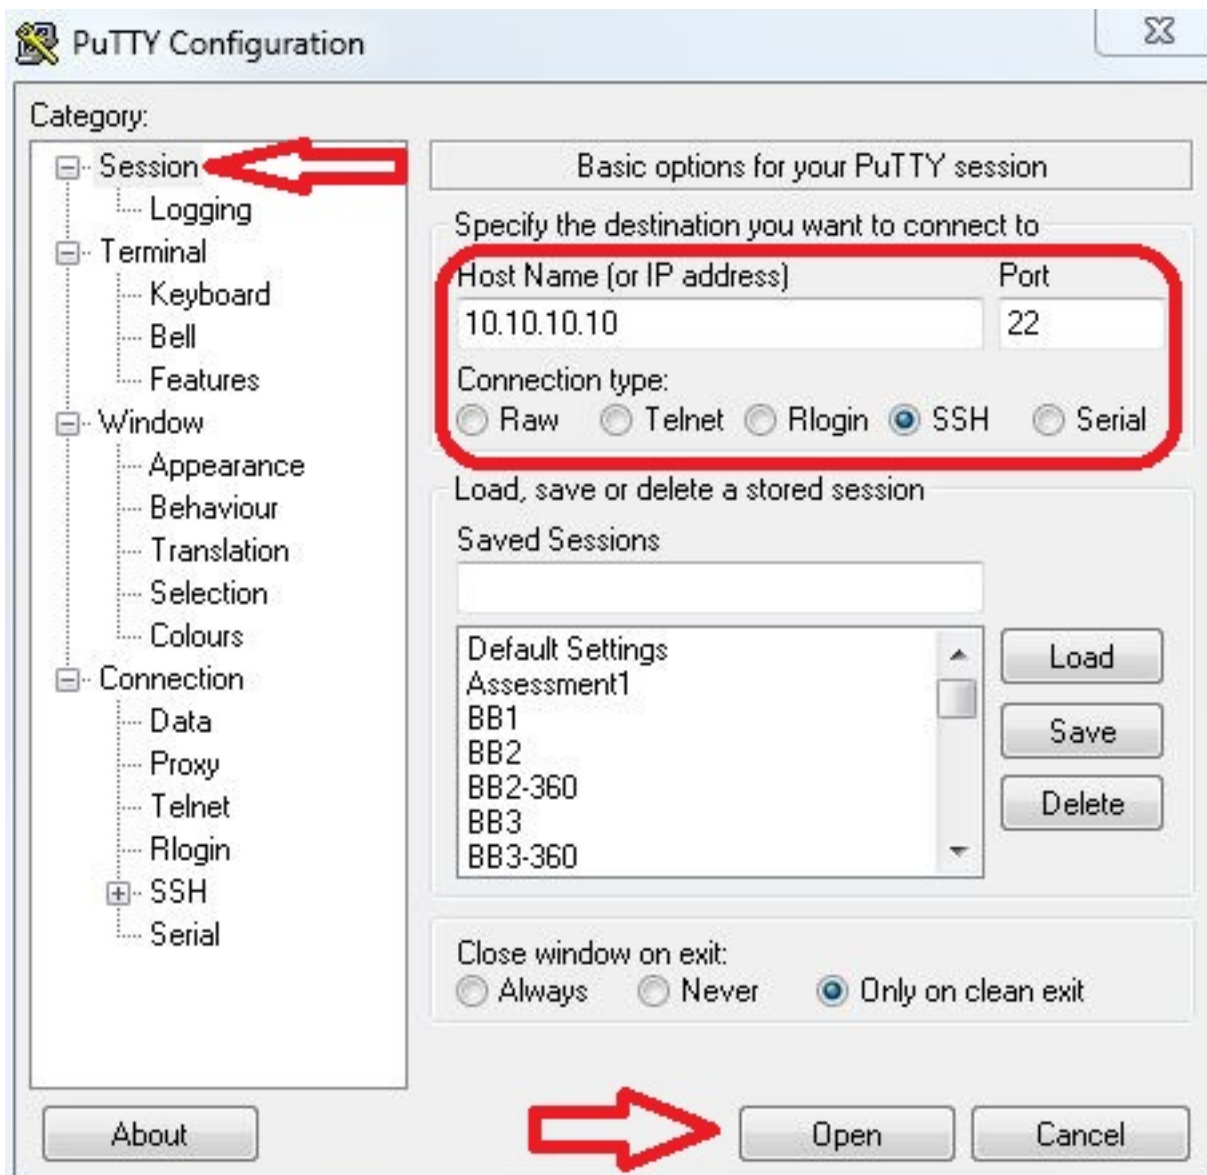 PuTTY Configuration
Category:
Session
Logging
Terminal
Keyboard
Bell
Features
Window
Appearance
Behaviour
Translation
Selection
Colours
Connection
Data
Proxy
Telnet
Rlogin
SSH
Serial
Basic options for your PuTTY session
Specify the destination you want to connect to
Host Name (or IP address) Port
10.10.10.10 22
Connection type:
Raw Telnet Rlogin SSH Serial
Load, save or delete a stored session
Saved Sessions
Default Settings
Assessment1
BB1
BB2
BB2-360
BB3
BB3-360
Load
Save
Delete
Close window on exit:
Always Never Only on clean exit
About Open Cancel